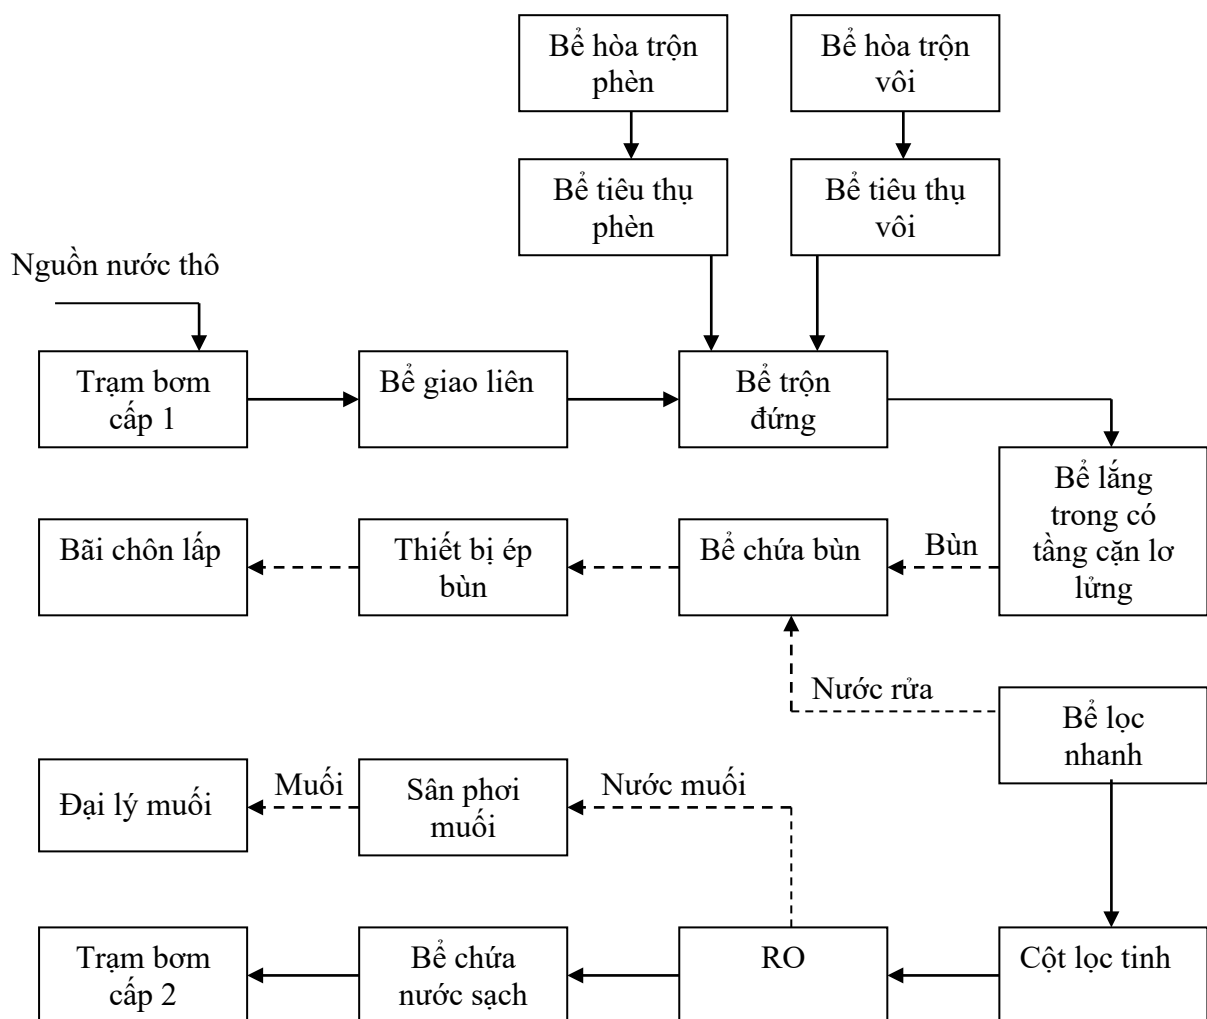 Bể hòa trộn
phèn
Bể hòa trộn
vôi
Bể tiêu thụ
phèn
Bể tiêu thụ
vôi
Nguồn nước thô
Trạm bơm
cấp 1
Bể giao liên
Bể trộn
đứng
Bể lắng
trong có
tầng cặn lơ
lửng
Bùn
Bể chứa bùn
Thiết bị ép
bùn
Bãi chôn lấp
Nước rửa
Bể lọc
nhanh
Nước muối
Sân phơi
muối
Muối
Đại lý muối
Cột lọc tinh
RO
Bể chứa
nước sạch
Trạm bơm
cấp 2